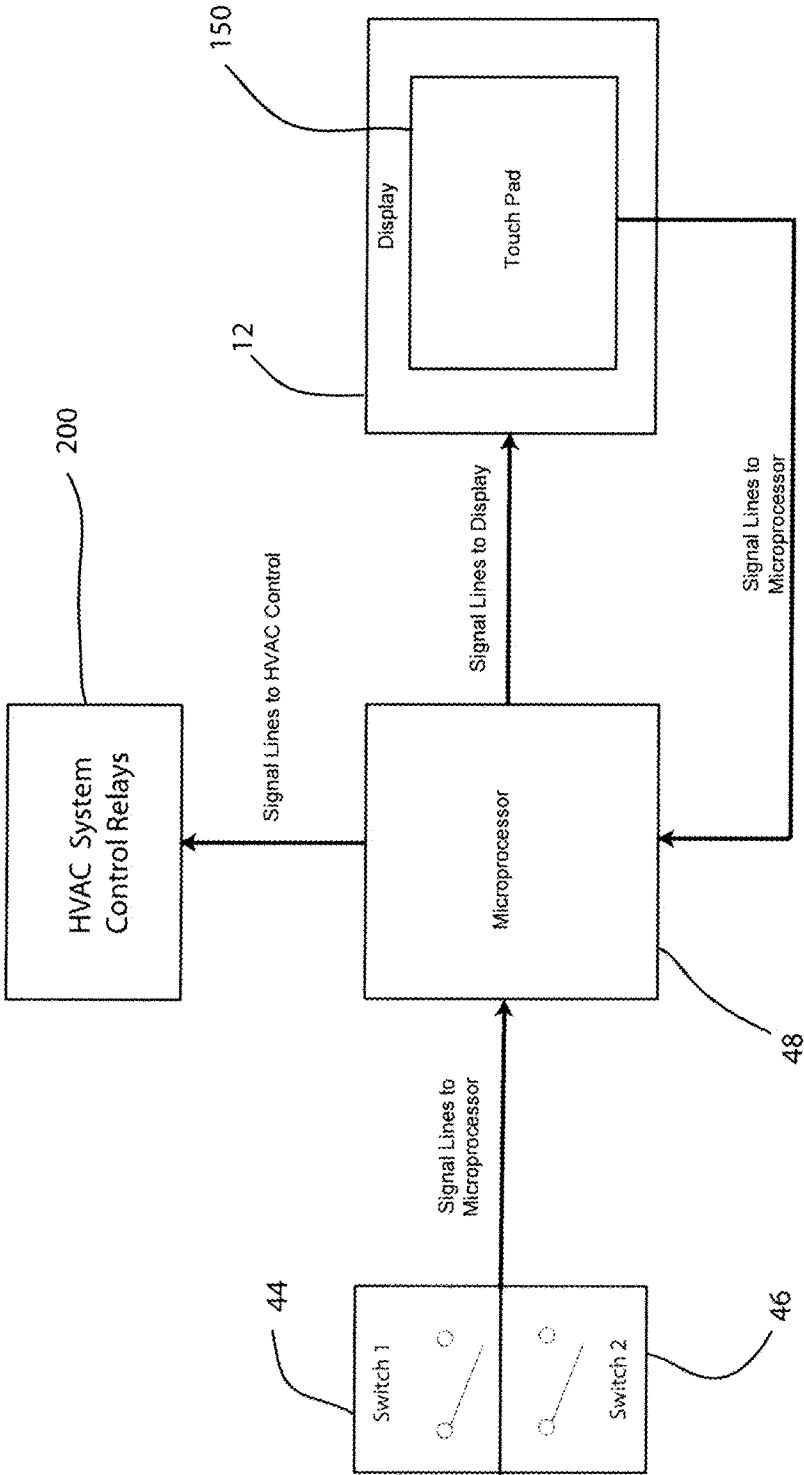 200
HVAC System
Control Relays
Signal Lines to HVAC Control
44
Switch 1
Switch 2
46
Signal Lines to
Microprocessor
Microprocessor
48
Signal Lines to Display
12
150
Display
Touch Pad
Signal Lines to
Microprocessor